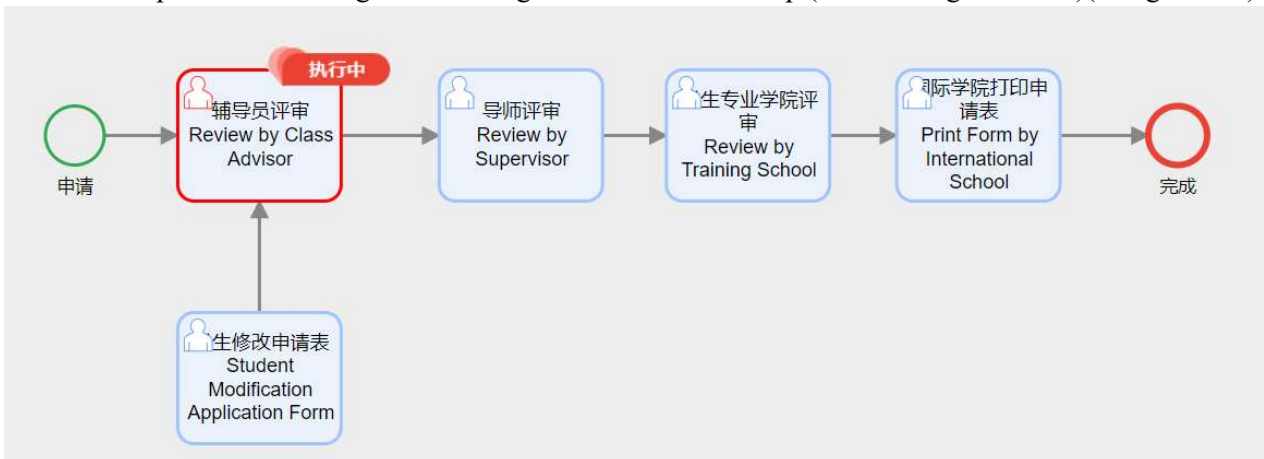 执行中
辅导员评审
Review by Class
Advisor
导师评审
Review by
Supervisor
生专业学院评
审
Review by
Training School
国际学院打印申
请表
Print Form by
International
School
申请
完成
生修改申请表
Student
Modification
Application Form